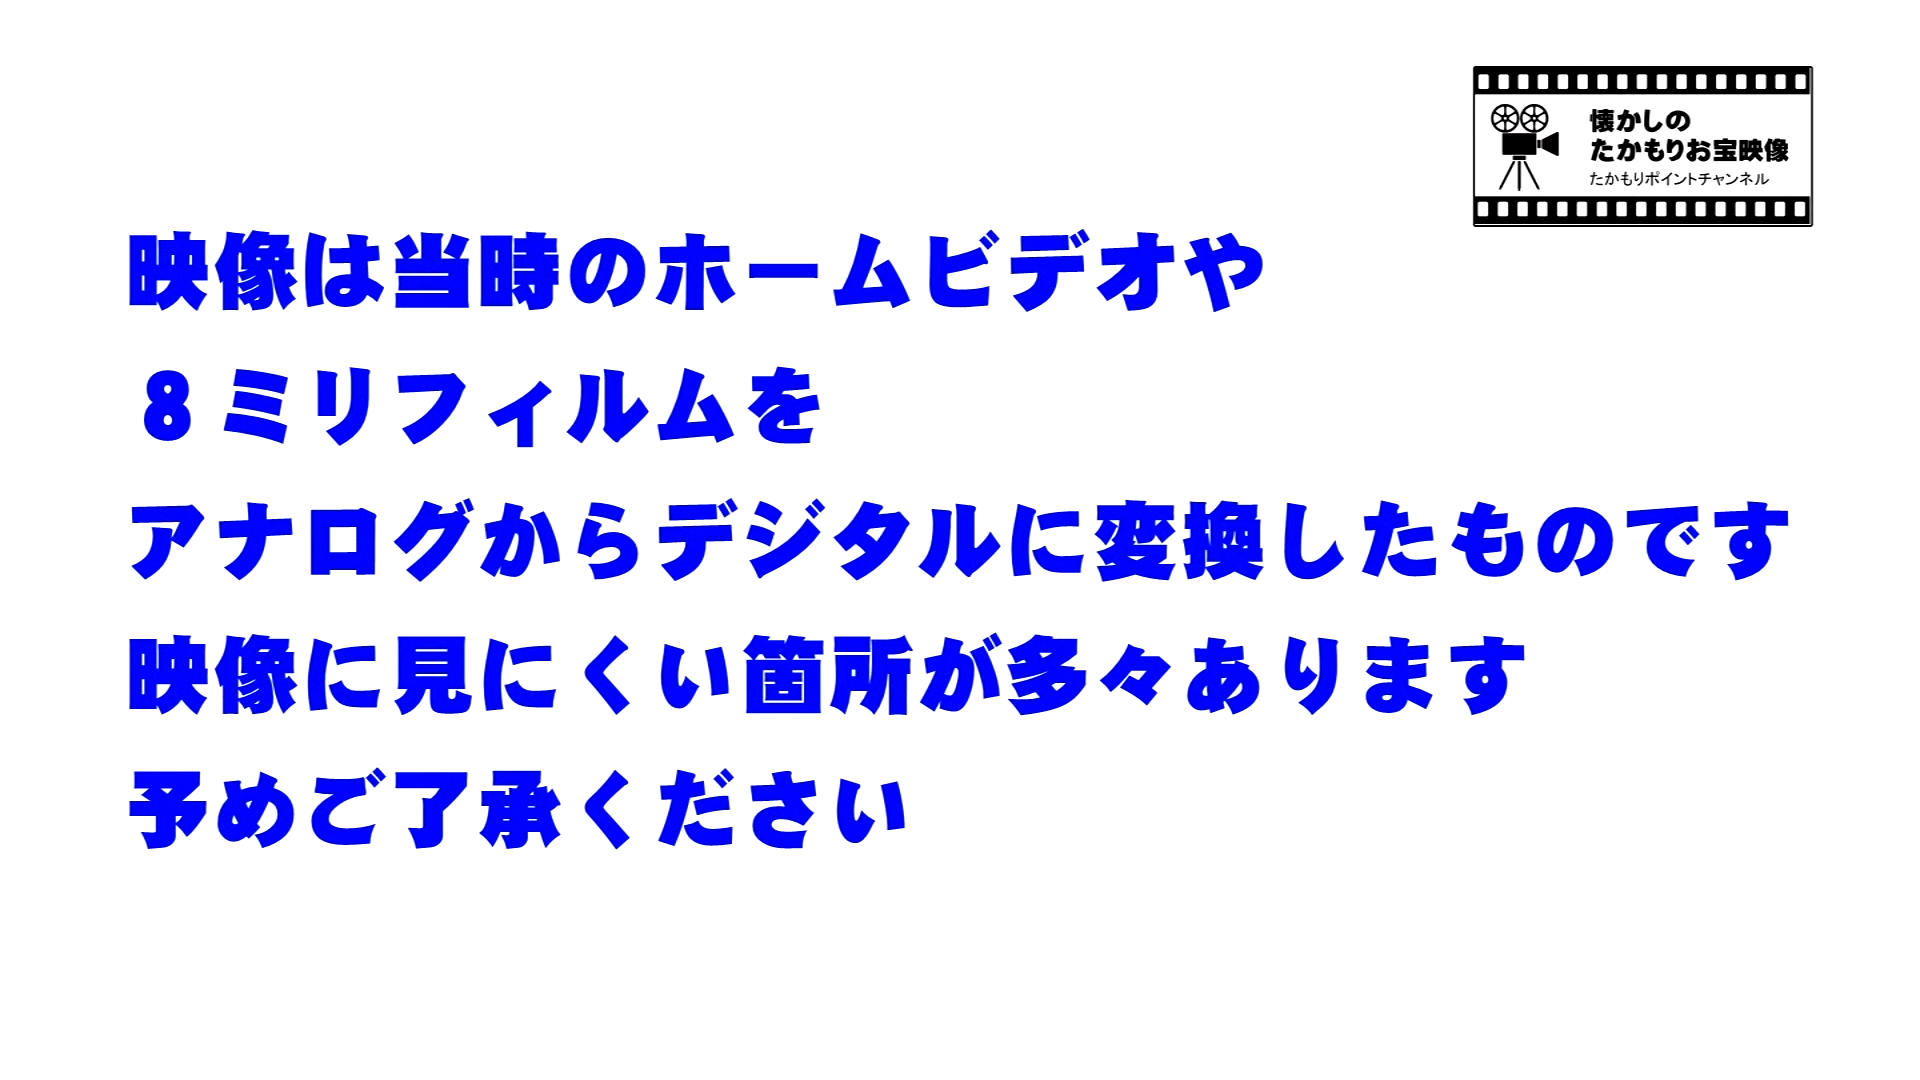 懐かしの
たかもりお宝映像
たかもりポイントチャンネル
映像は当時のホームビデオや
８ミリフィルムを
アナログからデジタルに変換したものです
映像に見にくい箇所が多々あります
予めご了承ください